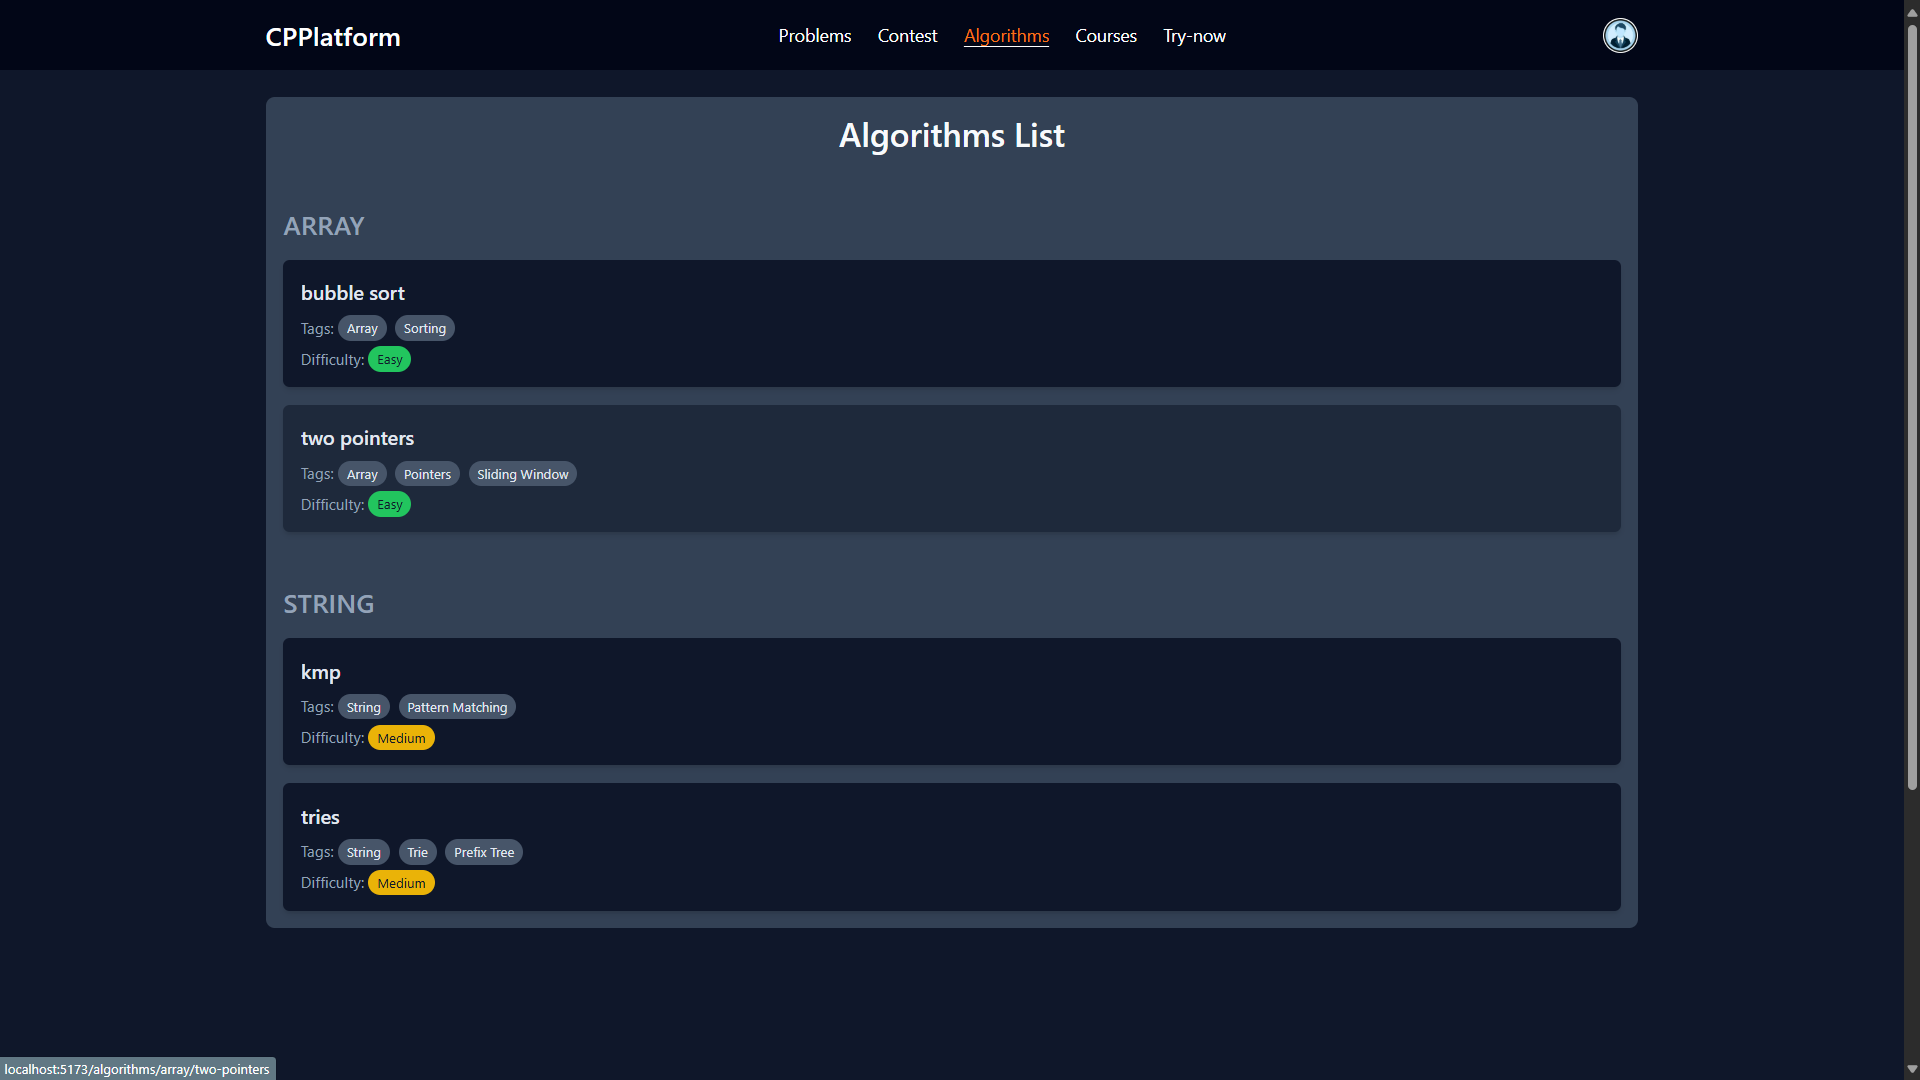 CPPlatform Problems Contest Algorithms Courses Try-now
Algorithms List
ARRAY
bubble sort
Tags: Array Sorting
Difficulty: Easy
two pointers
Tags: Array Pointers Sliding Window
Difficulty: Easy
STRING
kmp
Tags: String Pattern Matching
Difficulty: Medium
tries
Tags: String Trie Prefix Tree
Difficulty: Medium
localhost:5173/algorithms/array/two-pointers